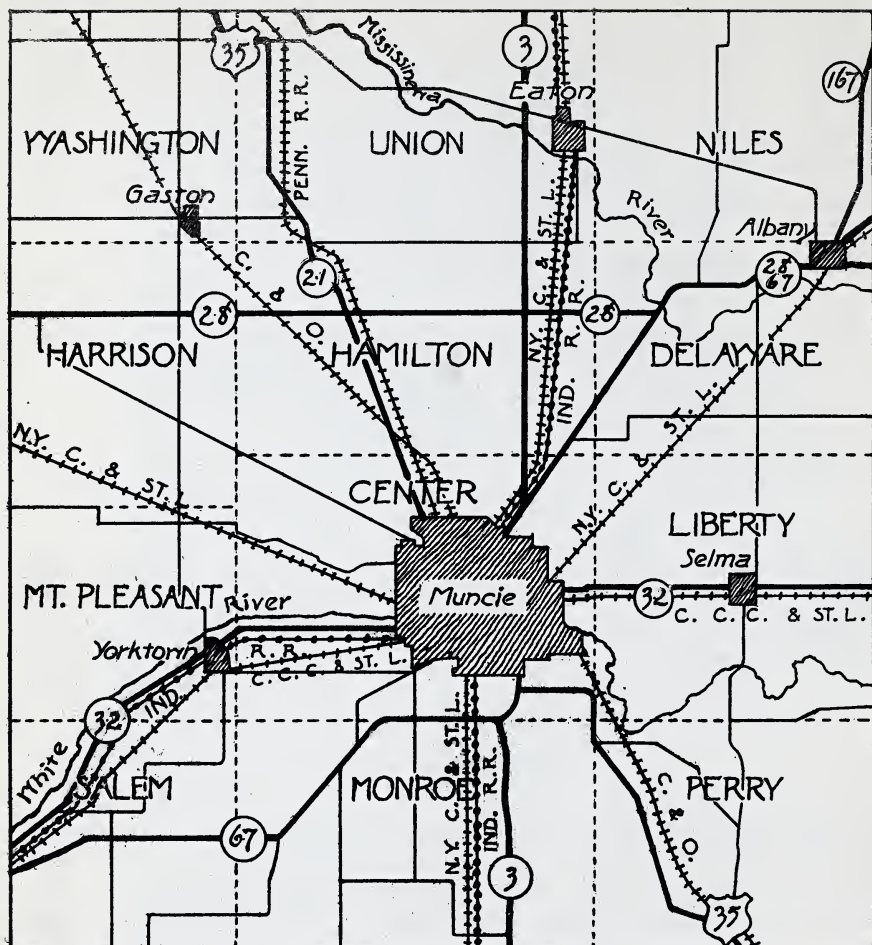 35
3
Mississinewa
167
PENN. R.R.
Eaton
WASHINGTON
UNION
NILES
Gaston
River
Albany
C. & O.
21
N.Y. C. & ST. L.
IND. R. R.
28
67
28
28
HARRISON
HAMILTON
DELAWARE
N.Y. C. & ST. L.
N.Y. C. & ST. L.
CENTER
LIBERTY
Selma
MT. PLEASANT
River
Muncie
32
C. C. C. & ST. L.
Yorktown
IND. R. R.
C. C. C. & ST. L.
32
White
SALEM
MONROE
PERRY
N.Y. C. & ST. L.
IND. R.R.
C. & O.
67
3
35